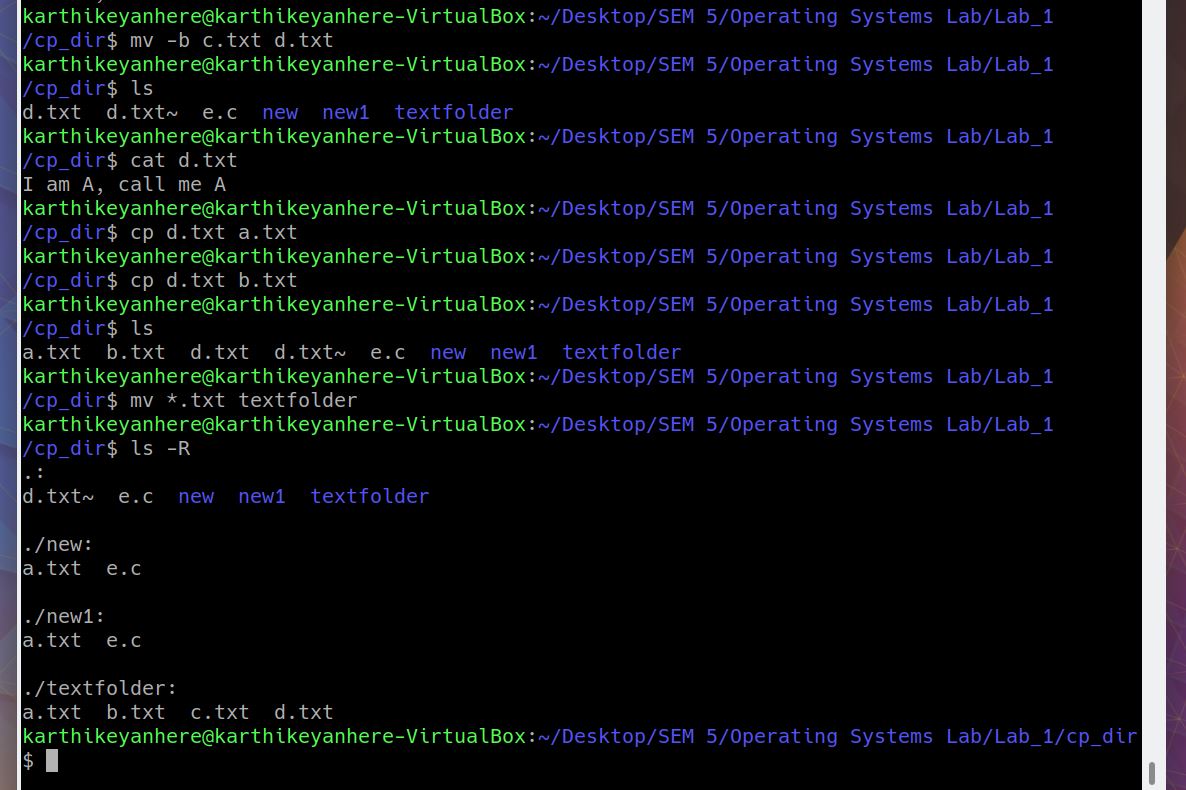 karthikeyanhere@karthikeyanhere-VirtualBox:~/Desktop/SEM 5/Operating Systems Lab/Lab_1
/cp_dir$ mv -b c.txt d.txt
karthikeyanhere@karthikeyanhere-VirtualBox:~/Desktop/SEM 5/Operating Systems Lab/Lab_1
/cp_dir$ ls
d.txt  d.txt~  e.c  new  new1  textfolder
karthikeyanhere@karthikeyanhere-VirtualBox:~/Desktop/SEM 5/Operating Systems Lab/Lab_1
/cp_dir$ cat d.txt
I am A, call me A
karthikeyanhere@karthikeyanhere-VirtualBox:~/Desktop/SEM 5/Operating Systems Lab/Lab_1
/cp_dir$ cp d.txt a.txt
karthikeyanhere@karthikeyanhere-VirtualBox:~/Desktop/SEM 5/Operating Systems Lab/Lab_1
/cp_dir$ cp d.txt b.txt
karthikeyanhere@karthikeyanhere-VirtualBox:~/Desktop/SEM 5/Operating Systems Lab/Lab_1
/cp_dir$ ls
a.txt  b.txt  d.txt  d.txt~  e.c  new  new1  textfolder
karthikeyanhere@karthikeyanhere-VirtualBox:~/Desktop/SEM 5/Operating Systems Lab/Lab_1
/cp_dir$ mv *.txt textfolder
karthikeyanhere@karthikeyanhere-VirtualBox:~/Desktop/SEM 5/Operating Systems Lab/Lab_1
/cp_dir$ ls -R
.:
d.txt~  e.c  new  new1  textfolder

./new:
a.txt  e.c

./new1:
a.txt  e.c

./textfolder:
a.txt  b.txt  c.txt  d.txt
karthikeyanhere@karthikeyanhere-VirtualBox:~/Desktop/SEM 5/Operating Systems Lab/Lab_1/cp_dir
$